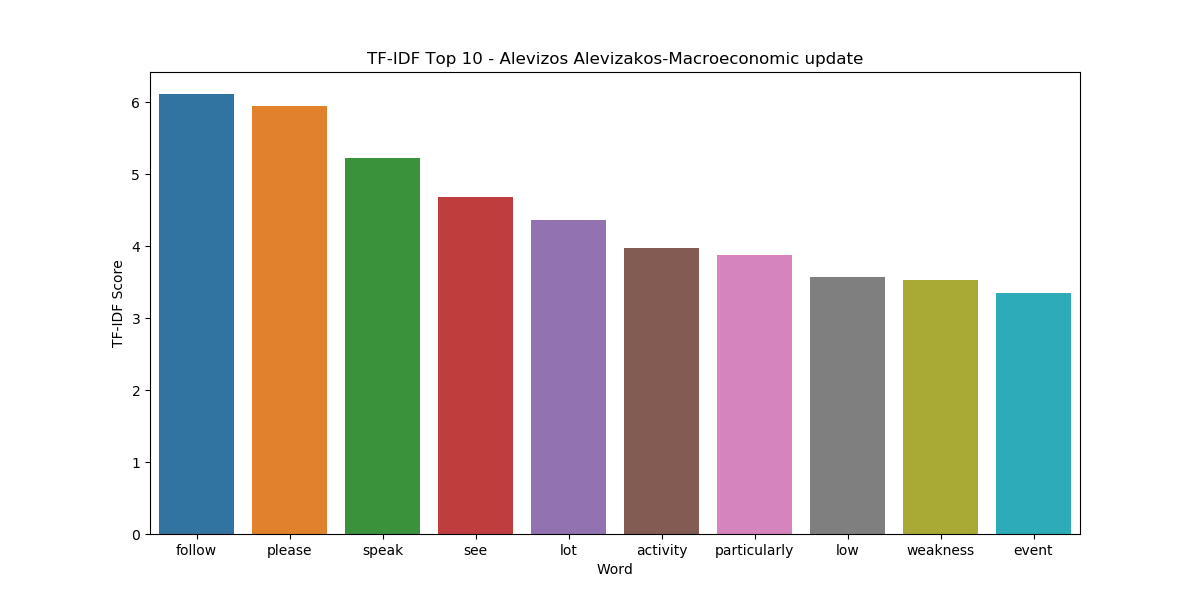 TF-IDF Top 10 - Alevizos Alevizakos-Macroeconomic update
TF-IDF Score
6
5
4
3
2
1
0
follow please speak see lot activity particularly low weakness event
Word